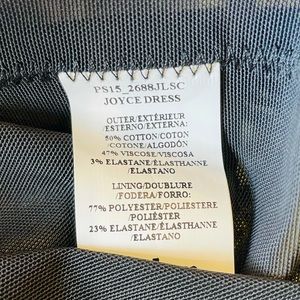 PS15_2688JLSC
JOYCE DRESS
OUTER/EXTÉRIEUR
/ESTERNO/EXTERNA:
50% COTTON/COTON
/COTONE/ALGODÓN
47% VISCOSE/VISCOSA
3% ELASTANE/ÉLASTHANNE
/ELASTANO
LINING/DOUBLURE
/FODERA/FORRO:
77% POLYESTER/POLIESTERE
/POLIÉSTER
23% ELASTANE/ÉLASTHANNE
/ELASTANO